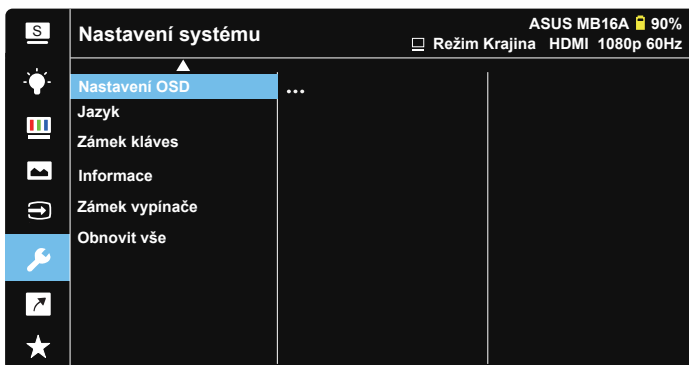 S
Nastavení systému
ASUS MB16A 90%
Režim Krajina HDMI 1080p 60Hz
Nastavení OSD ...
Jazyk
Zámek kláves
Informace
Zámek vypínače
Obnovit vše